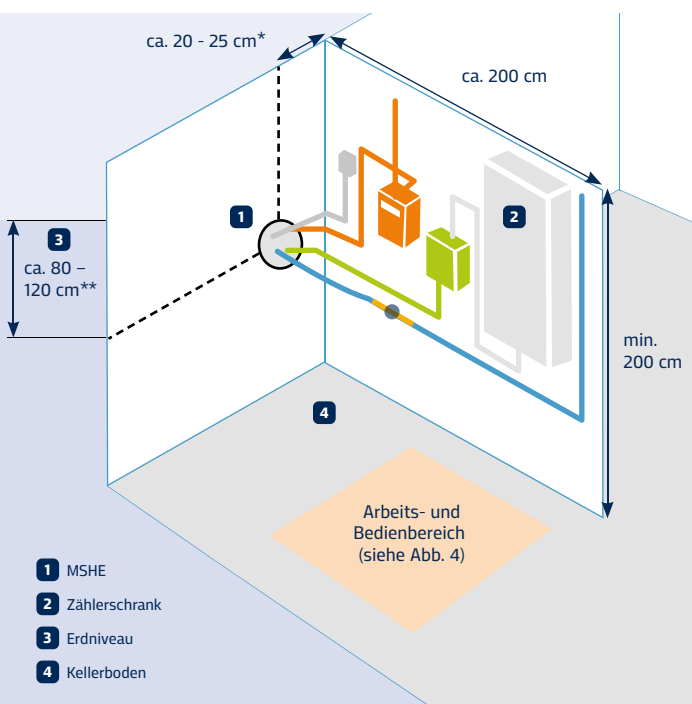 ca. 20 - 25 cm*
ca. 200 cm
1
2
3
ca. 80 –
120 cm**
min.
200 cm
4
Arbeits- und
Bedienbereich
(siehe Abb. 4)
1 MSHE
2 Zählerschrank
3 Erdniveau
4 Kellerboden